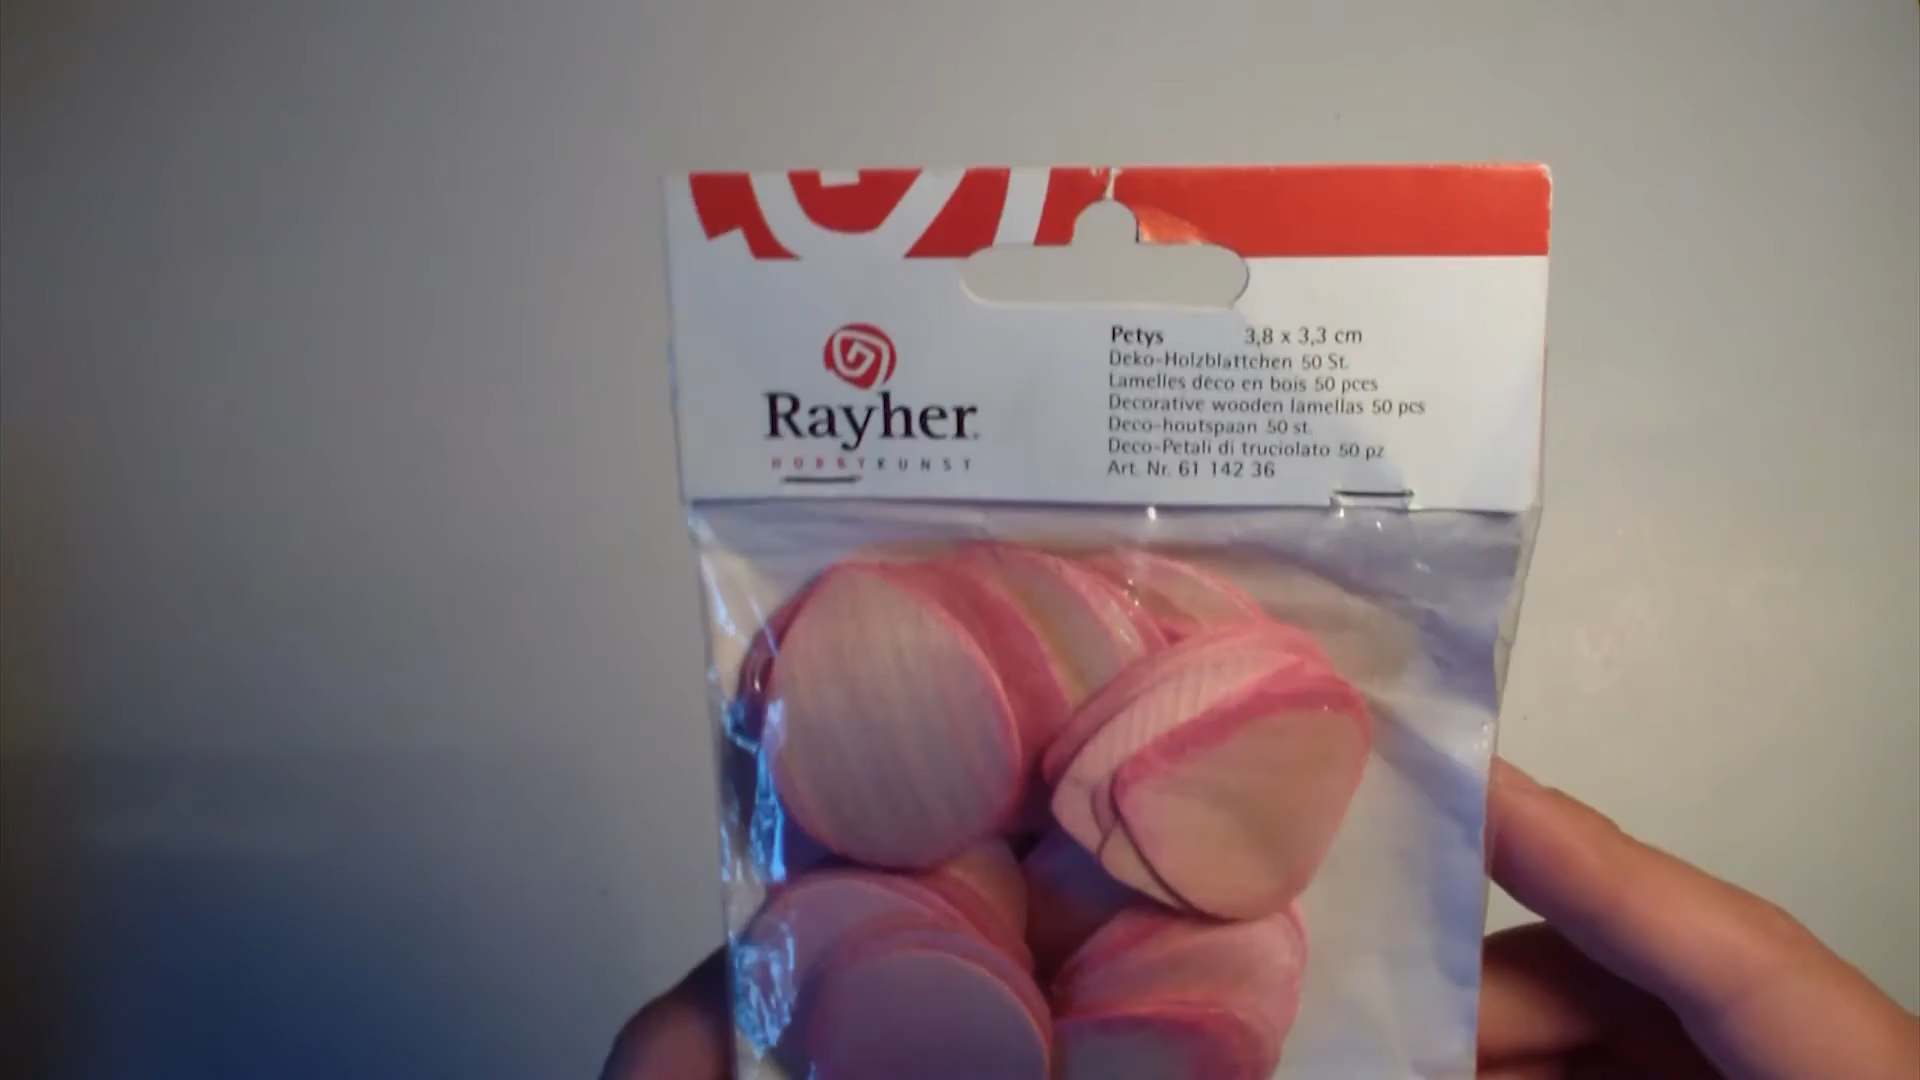 Rayher.
HOBBYKUNST
Petys 3,8 x 3,3 cm
Deko-Holzblättchen 50 St.
Lamelles déco en bois 50 pces
Decorative wooden lamellas 50 pcs
Deco-houtspaan 50 st.
Deco-Petali di truciolato 50 pz
Art. Nr. 61 142 36